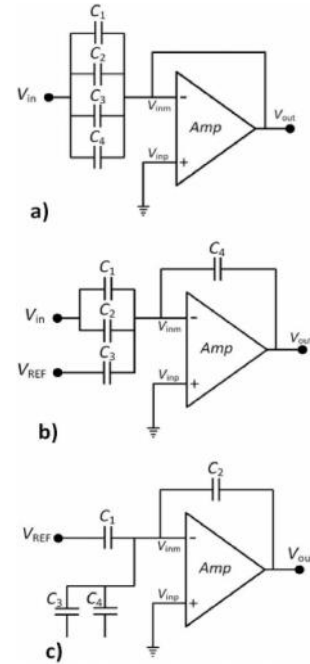 C1
C2
Vin
C3
Vinm
Amp
Vout
C4
Vinp
a)
C1
C4
Vin
C2
Vinm
Amp
Vou
VREF
C3
Vinp
b)
C2
VREF
C1
Vinm
Amp
Vou
C3
C4
Vinp
c)